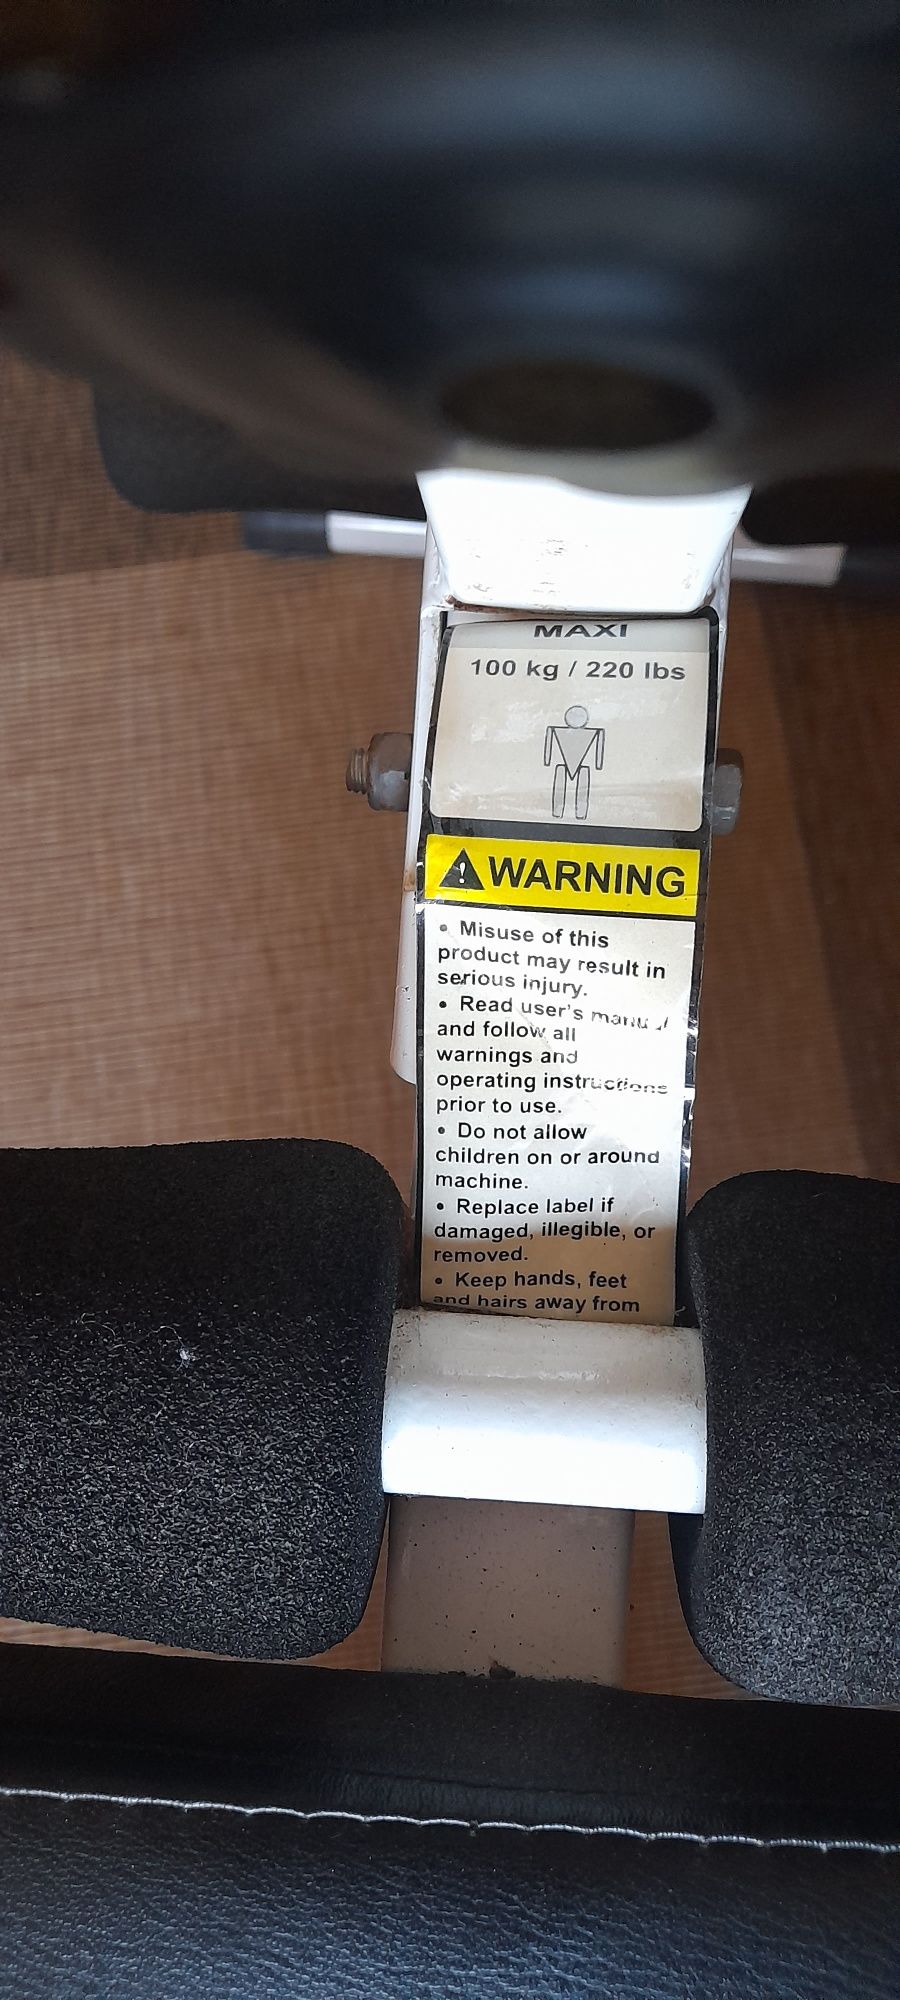 MAXI
100 kg / 220 lbs
WARNING
• Misuse of this
product may result in
serious injury.
• Read user's manual
and follow all
warnings and
operating instructions
prior to use.
• Do not allow
children on or around
machine.
• Replace label if
damaged, illegible, or
removed.
• Keep hands, feet
and hairs away from